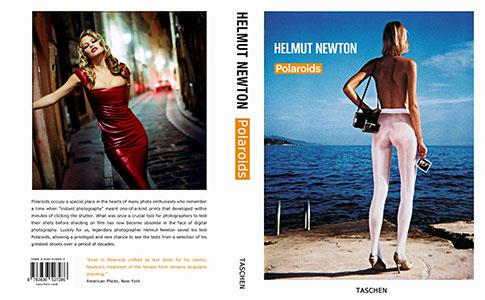 Polaroids occupy a special place in the hearts of many photo enthusiasts who remember
a time when "instant photography" meant one-of-a-kind prints that developed within
minutes of clicking the shutter. What was once a crucial tool for photographers to test
their shots before shooting on film has now become obsolete in the face of digital
photography. Luckily for us, legendary photographer Helmut Newton saved his test
Polaroids, allowing a privileged and rare chance to see the tests from a selection of his
greatest shoots over a period of decades.
"Even in Polaroids crafted as test shots for his clients,
Newton's treatment of the female form remains singularly
stunning."
American Photo, New York
HELMUT NEWTON
Polaroids
TASCHEN
HELMUT NEWTON
Polaroids
TASCHEN